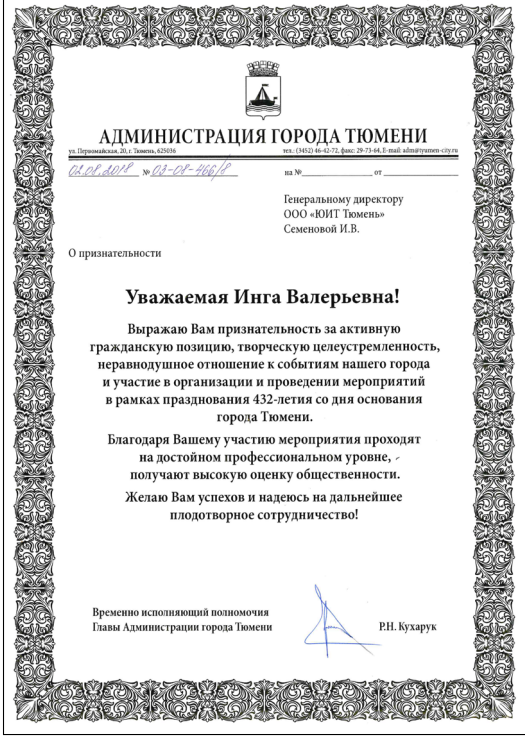 АДМИНИСТРАЦИЯ ГОРОДА ТЮМЕНИ
ул. Первомайская, 20, г. Тюмень, 625036 тел.: (3452) 46-42-72, факс: 29-73-64, E-mail: adm@tyumen-city.ru
02.08.2018 № 03-08-466/8 на № от
Генеральному директору
ООО «ЮИТ Тюмень»
Семеновой И.В.
О признательности
Уважаемая Инга Валерьевна!
Выражаю Вам признательность за активную
гражданскую позицию, творческую целеустремленность,
неравнодушное отношение к событиям нашего города
и участие в организации и проведении мероприятий
в рамках празднования 432-летия со дня основания
города Тюмени.
Благодаря Вашему участию мероприятия проходят
на достойном профессиональном уровне,
получают высокую оценку общественности.
Желаю Вам успехов и надеюсь на дальнейшее
плодотворное сотрудничество!
Временно исполняющий полномочия
Главы Администрации города Тюмени Р.Н. Кухарук